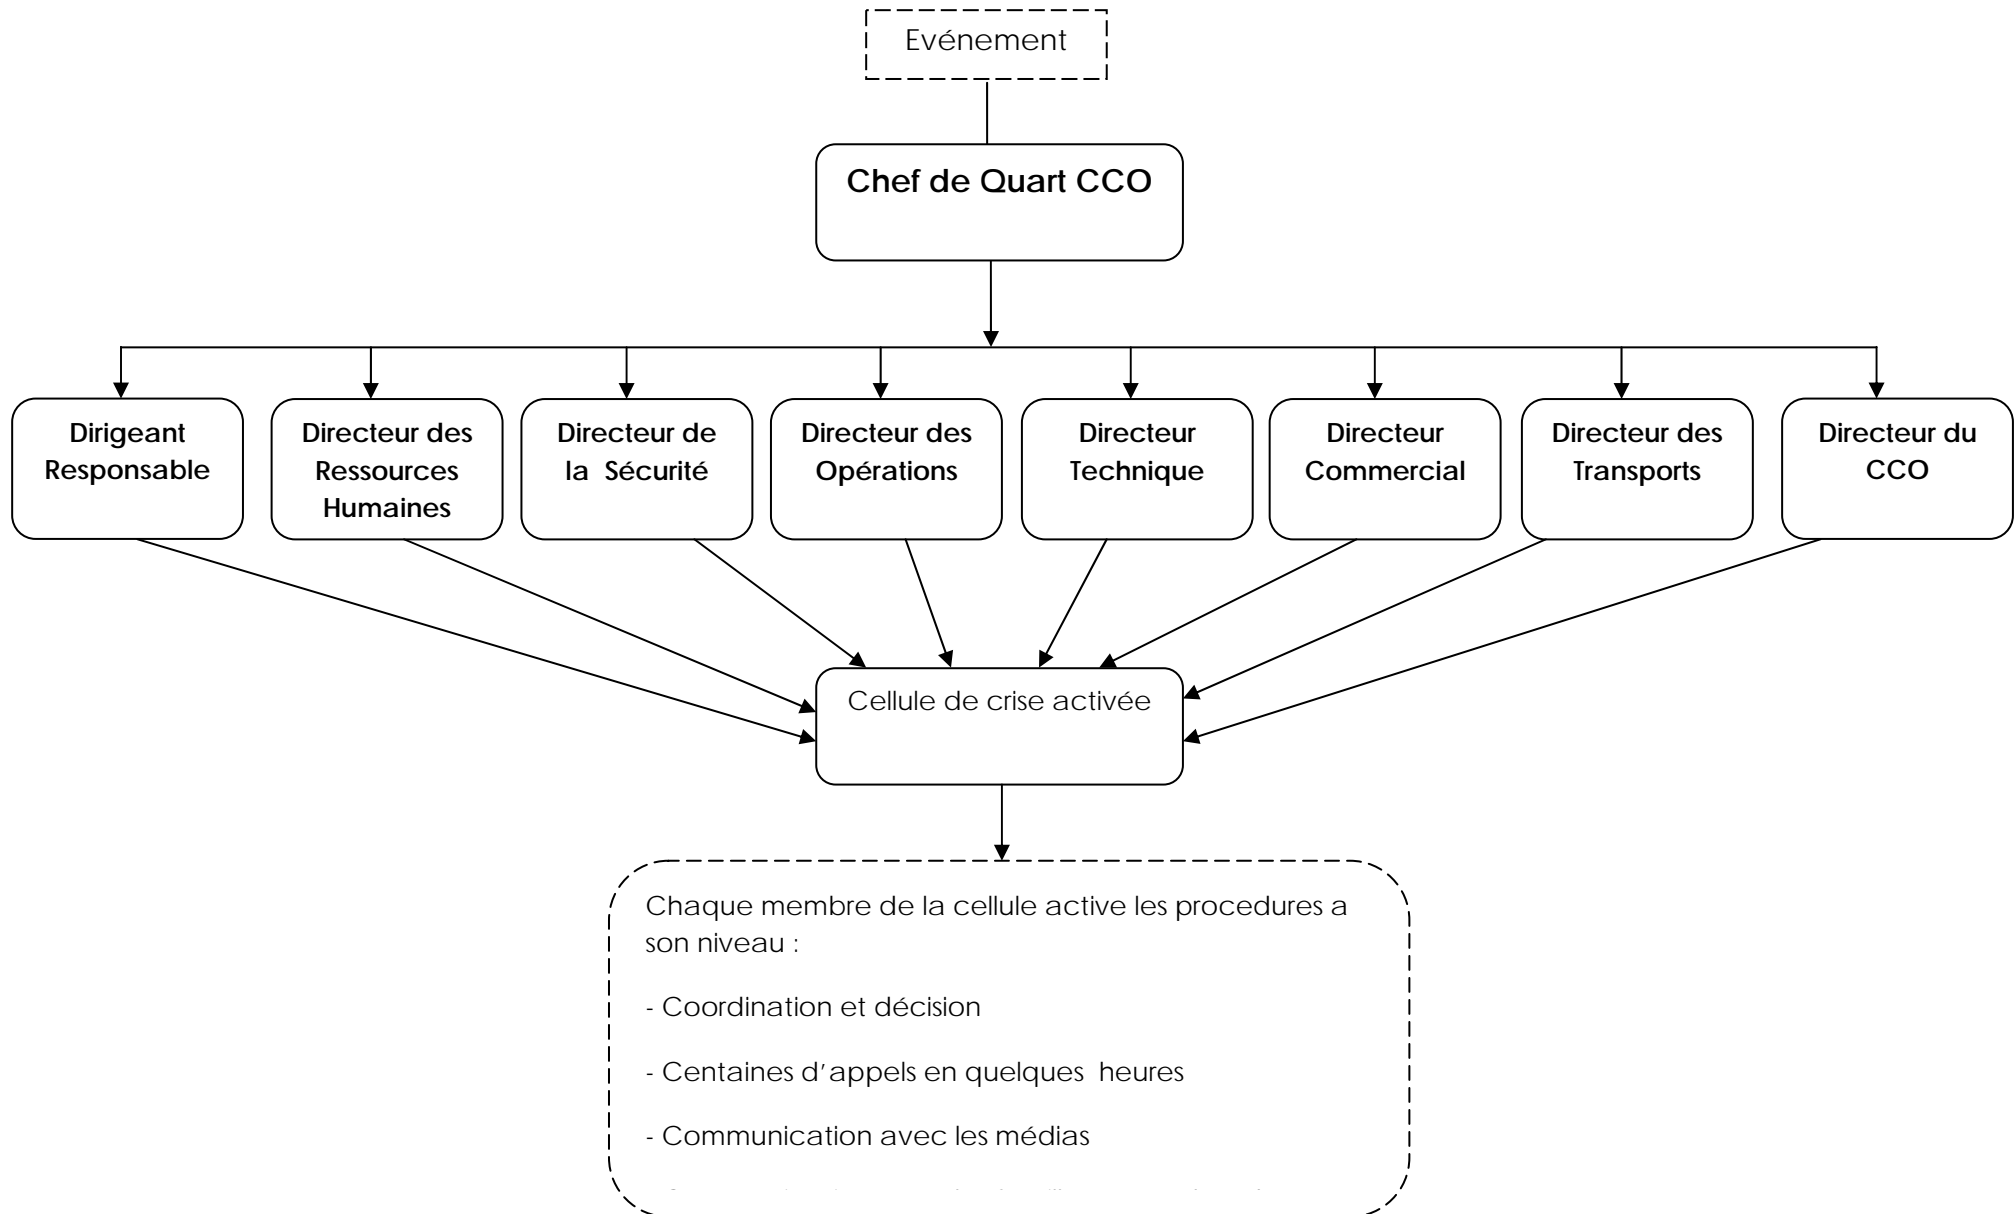 Evénement
Chef de Quart CCO
Dirigeant
Responsable
Directeur des
Ressources
Humaines
Directeur de
la  Sécurité
Directeur des
Opérations
Directeur
Technique
Directeur
Commercial
Directeur des
Transports
Directeur du
CCO
Cellule de crise activée
Chaque membre de la cellule active les procedures a
son niveau :
- Coordination et décision
- Centaines d’appels en quelques  heures
- Communication avec les médias